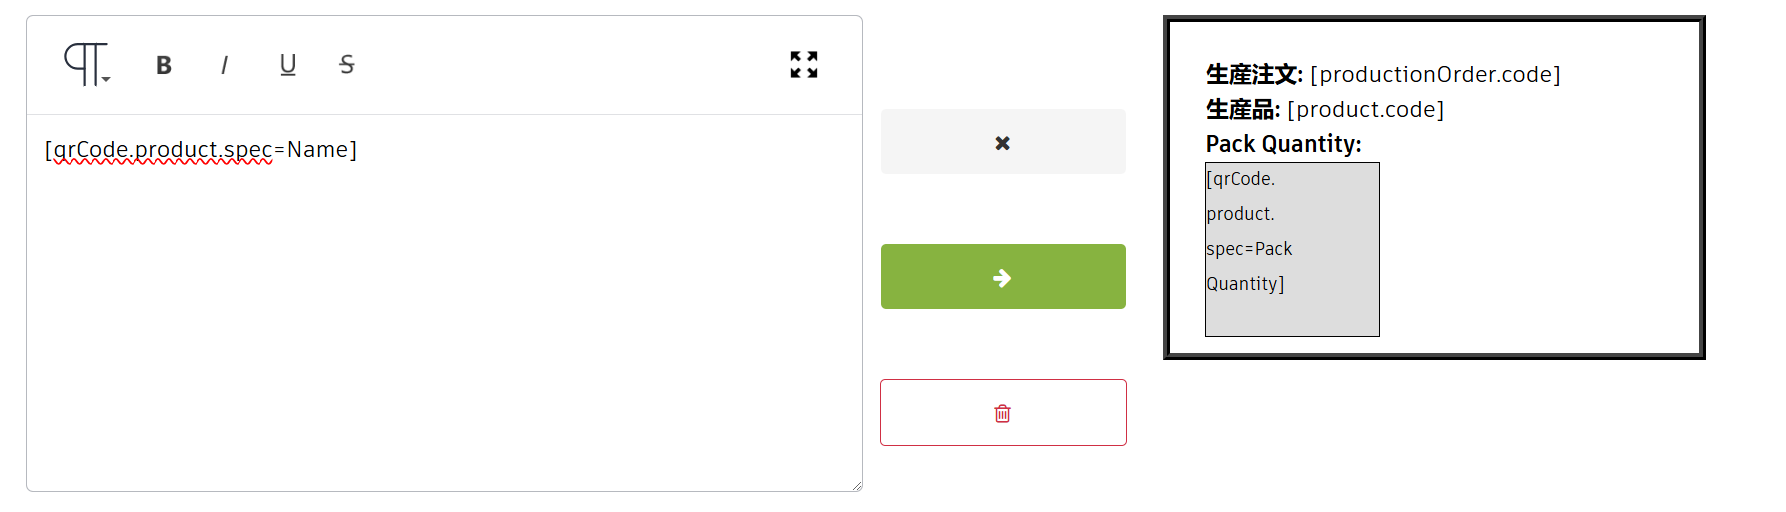 B I U S
[qrCode.product.spec=Name]
生産注文: [productionOrder.code]
生産品: [product.code]
Pack Quantity:
[qrCode.
product.
spec=Pack
Quantity]